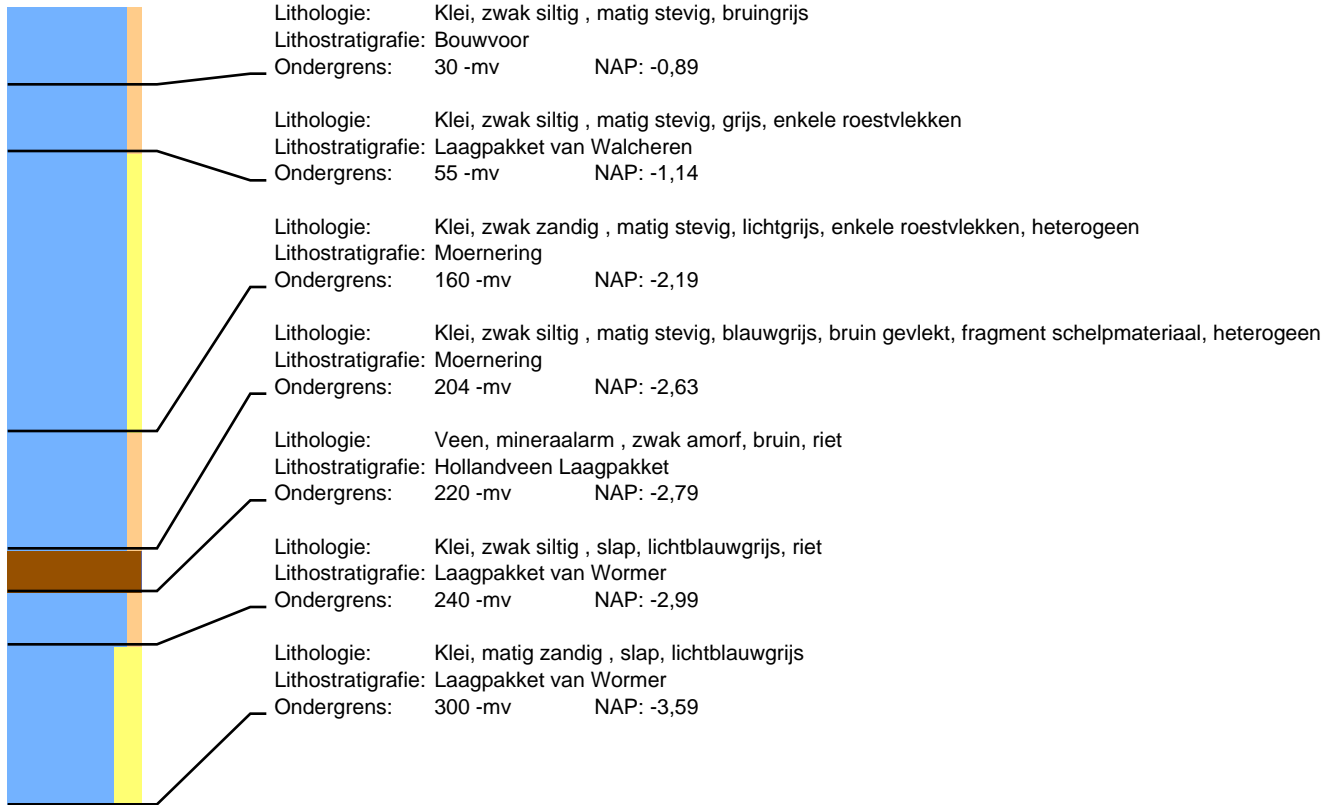 Lithologie: Klei, zwak siltig , matig stevig, bruingrijs
Lithostratigrafie: Bouwvoor
Ondergrens: 30 -mv NAP: -0,89
Lithologie: Klei, zwak siltig , matig stevig, grijs, enkele roestvlekken
Lithostratigrafie: Laagpakket van Walcheren
Ondergrens: 55 -mv NAP: -1,14
Lithologie: Klei, zwak zandig , matig stevig, lichtgrijs, enkele roestvlekken, heterogeen
Lithostratigrafie: Moernering
Ondergrens: 160 -mv NAP: -2,19
Lithologie: Klei, zwak siltig , matig stevig, blauwgrijs, bruin gevlekt, fragment schelpmateriaal, heterogeen
Lithostratigrafie: Moernering
Ondergrens: 204 -mv NAP: -2,63
Lithologie: Veen, mineraalarm , zwak amorf, bruin, riet
Lithostratigrafie: Hollandveen Laagpakket
Ondergrens: 220 -mv NAP: -2,79
Lithologie: Klei, zwak siltig , slap, lichtblauwgrijs, riet
Lithostratigrafie: Laagpakket van Wormer
Ondergrens: 240 -mv NAP: -2,99
Lithologie: Klei, matig zandig , slap, lichtblauwgrijs
Lithostratigrafie: Laagpakket van Wormer
Ondergrens: 300 -mv NAP: -3,59